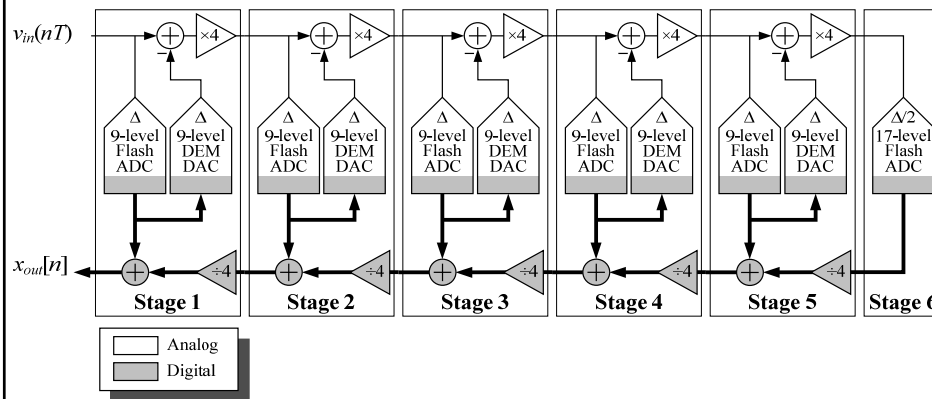 v_in(nT)
+ − ×4 + − ×4 + − ×4 + − ×4 + − ×4
Δ Δ Δ Δ Δ Δ Δ Δ Δ Δ Δ/2
9-level 9-level 9-level 9-level 9-level 9-level 9-level 9-level 9-level 9-level 17-level
Flash DEM Flash DEM Flash DEM Flash DEM Flash DEM Flash
ADC DAC ADC DAC ADC DAC ADC DAC ADC DAC ADC
x_out[n] + ÷4 + ÷4 + ÷4 + ÷4 + ÷4
Stage 1 Stage 2 Stage 3 Stage 4 Stage 5 Stage 6
Analog
Digital